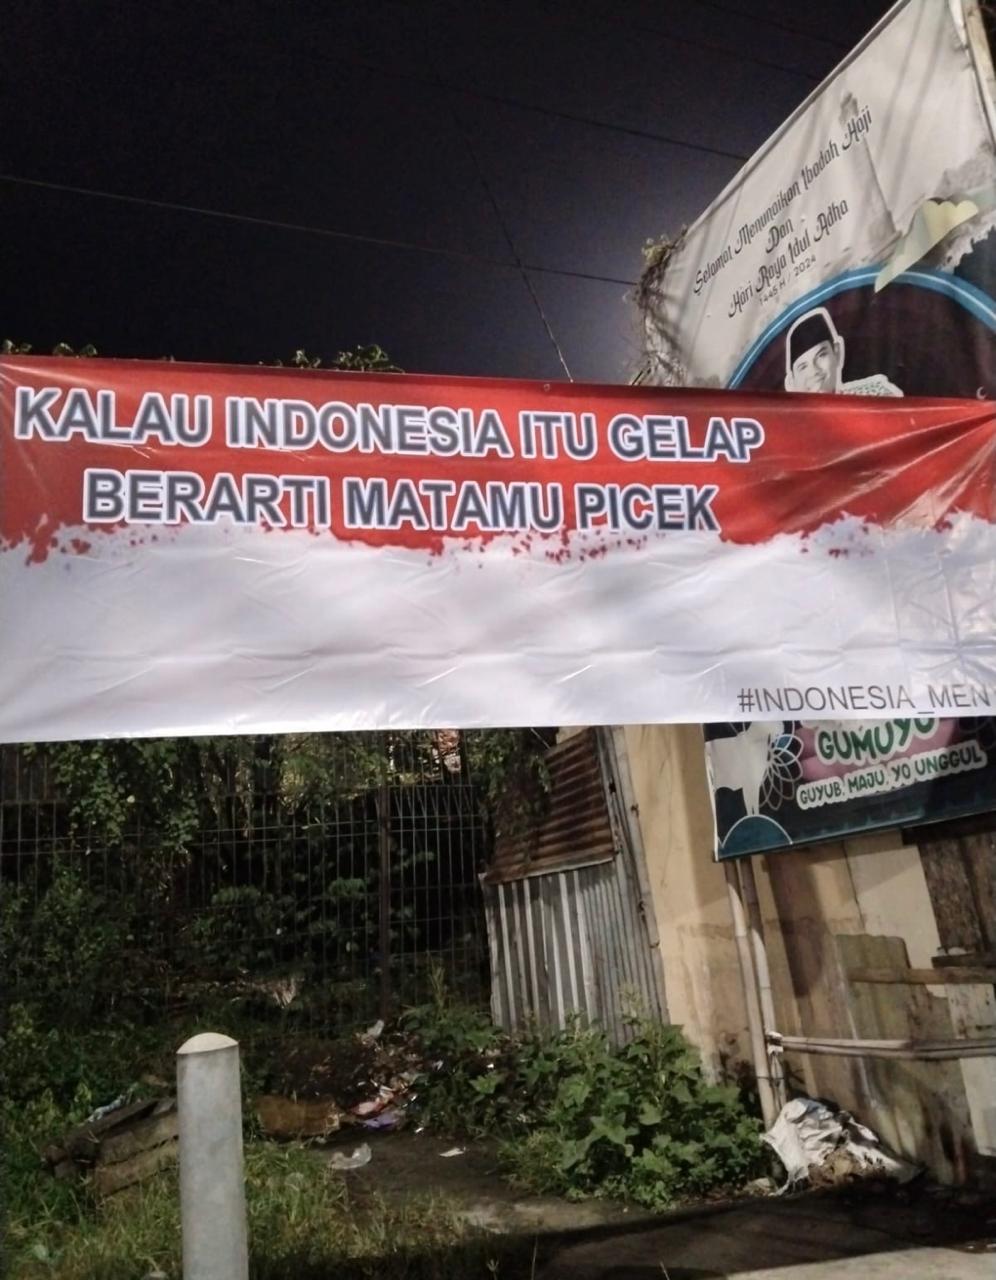 Selamat Menunaikan Ibadah Haji
Dan
Hari Raya Idul Adha
1445 H / 2024
KALAU INDONESIA ITU GELAP
BERARTI MATAMU PICEK
#INDONESIA_MEN
GUMUYU
GUYUB, MAJU, YO UNGGUL